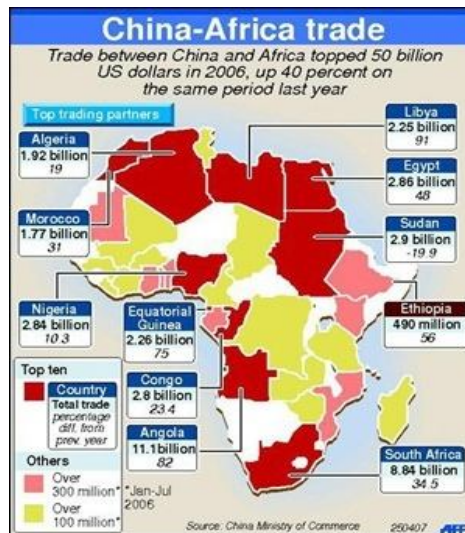 China-Africa trade
Trade between China and Africa topped 50 billion
US dollars in 2006, up 40 percent on
the same period last year
Top trading partners
Algeria
1.92 billion
19
Libya
2.25 billion
91
Egypt
2.86 billion
48
Morocco
1.77 billion
31
Sudan
2.9 billion
-19.9
Nigeria
2.84 billion
10.3
Equatorial
Guinea
2.26 billion
75
Ethiopia
490 million
56
Congo
2.8 billion
23.4
Angola
11.1 billion
82
South Africa
8.84 billion
34.5
Top ten
Country
Total trade
percentage
diff. from
prev. year
Others
Over
300 million*
Over
100 million*
*Jan-Jul
2006
Source: China Ministry of Commerce
250407
AFP